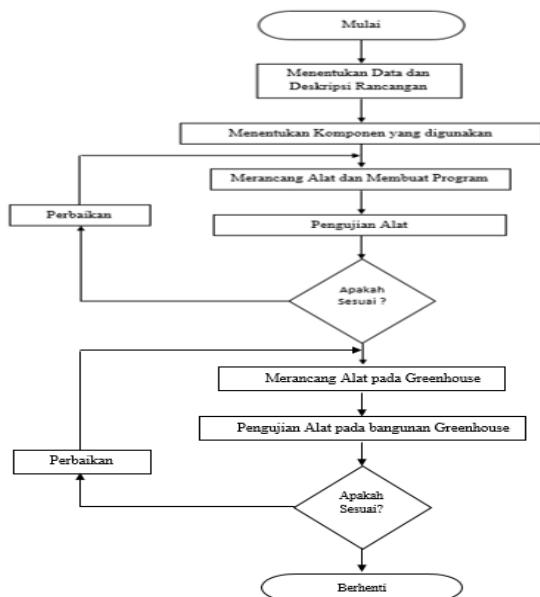 Mulai
Menentukan Data dan
Deskripsi Rancangan
Menentukan Komponen yang digunakan
Merancang Alat dan Membuat Program
Perbaikan
Pengujian Alat
Apakah
Sesuai ?
Merancang Alat pada Greenhouse
Pengujian Alat pada bangunan Greenhouse
Perbaikan
Apakah
Sesuai?
Berhenti